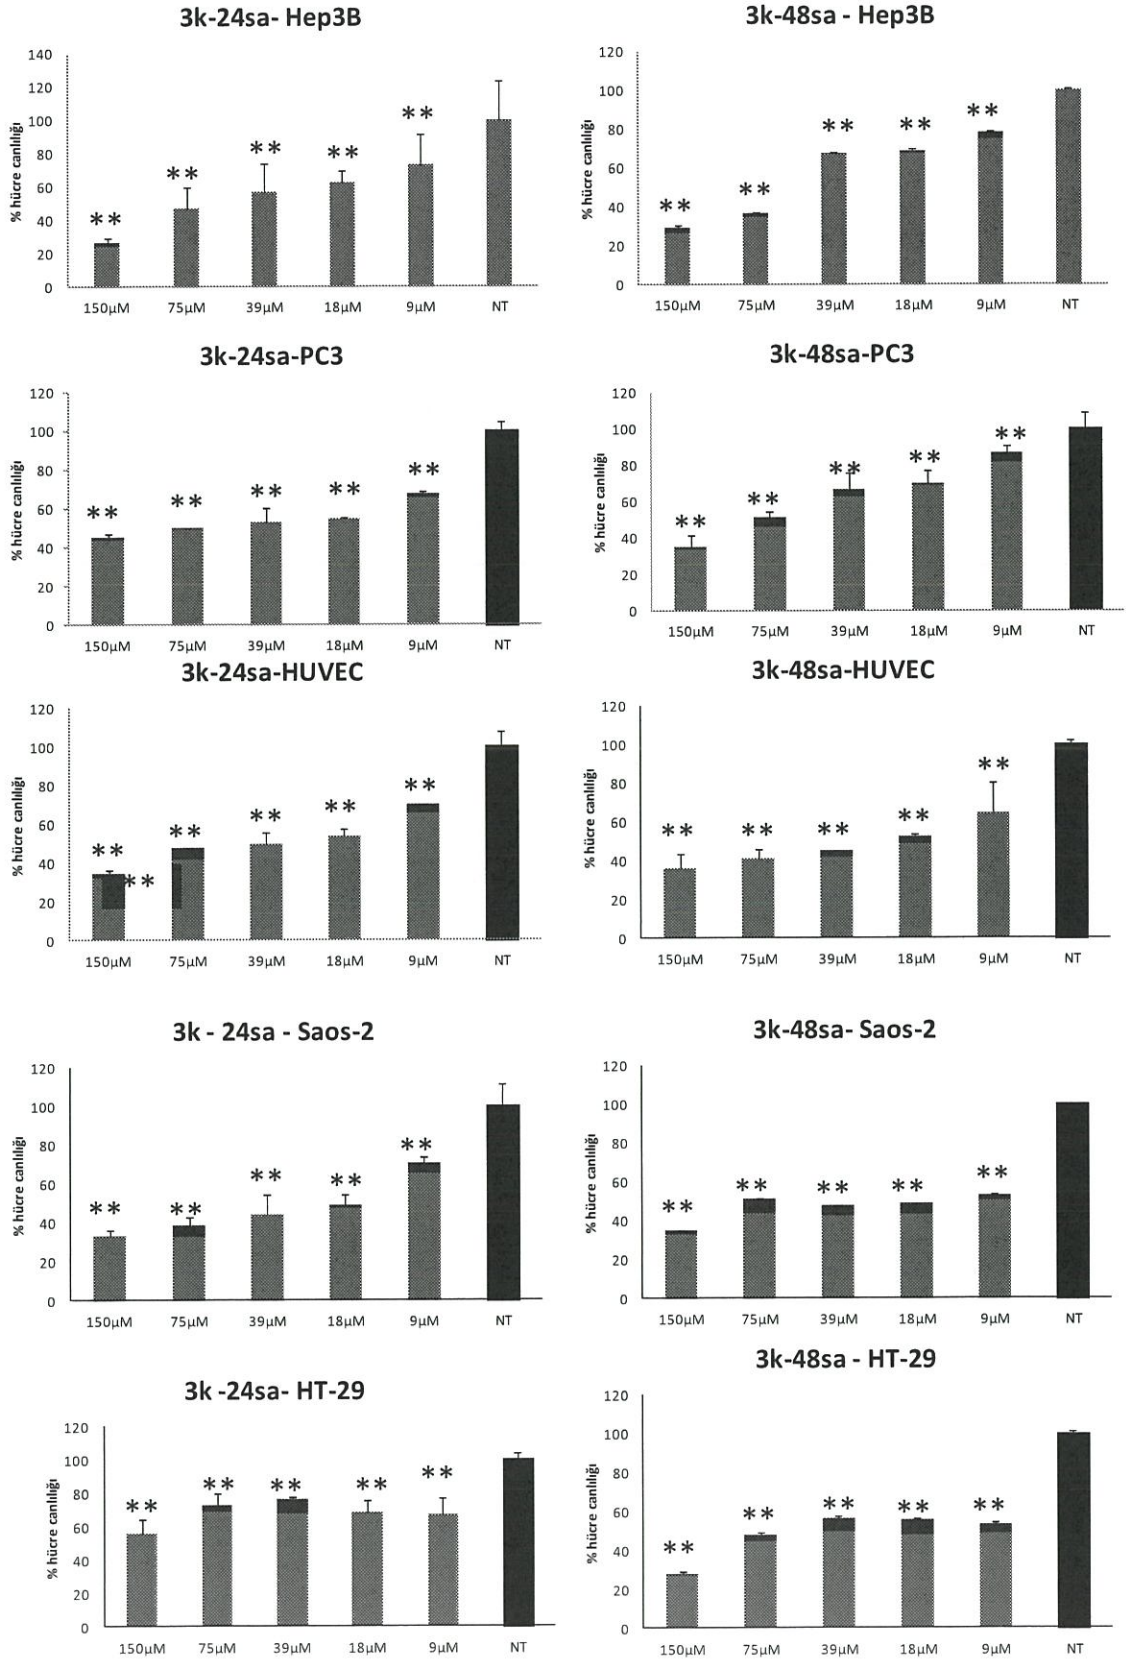 3k-24sa- Hep3B
% hücre canlılığı
140
120
100
80
60
40
20
0
** ** ** ** **
150µM 75µM 39µM 18µM 9µM NT
3k-48sa - Hep3B
% hücre canlılığı
120
100
80
60
40
20
0
** ** ** ** **
150µM 75µM 39µM 18µM 9µM NT
3k-24sa-PC3
% hücre canlılığı
120
100
80
60
40
20
0
** ** ** ** **
150µM 75µM 39µM 18µM 9µM NT
3k-48sa-PC3
% hücre canlılığı
120
100
80
60
40
20
0
** ** ** ** **
150µM 75µM 39µM 18µM 9µM NT
3k-24sa-HUVEC
% hücre canlılığı
120
100
80
60
40
20
0
** ** ** ** **
**
150µM 75µM 39µM 18µM 9µM NT
3k-48sa-HUVEC
% hücre canlılığı
120
100
80
60
40
20
0
** ** ** ** **
150µM 75µM 39µM 18µM 9µM NT
3k - 24sa - Saos-2
% hücre canlılığı
120
100
80
60
40
20
0
** ** ** ** **
150µM 75µM 39µM 18µM 9µM NT
3k-48sa- Saos-2
% hücre canlılığı
120
100
80
60
40
20
0
** ** ** ** **
150µM 75µM 39µM 18µM 9µM NT
3k -24sa- HT-29
% hücre canlılığı
120
100
80
60
40
20
0
** ** ** ** **
150µM 75µM 39µM 18µM 9µM NT
3k-48sa - HT-29
% hücre canlılığı
120
100
80
60
40
20
0
** ** ** ** **
150µM 75µM 39µM 18µM 9µM NT